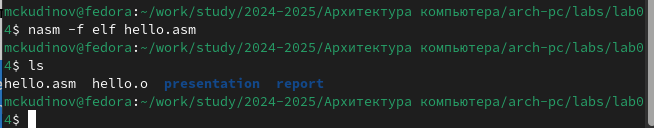 mckudinov@fedora:~/work/study/2024-2025/Архитектура компьютера/arch-pc/labs/lab0
4$ nasm -f elf hello.asm
mckudinov@fedora:~/work/study/2024-2025/Архитектура компьютера/arch-pc/labs/lab0
4$ ls
hello.asm  hello.o  presentation  report
mckudinov@fedora:~/work/study/2024-2025/Архитектура компьютера/arch-pc/labs/lab0
4$